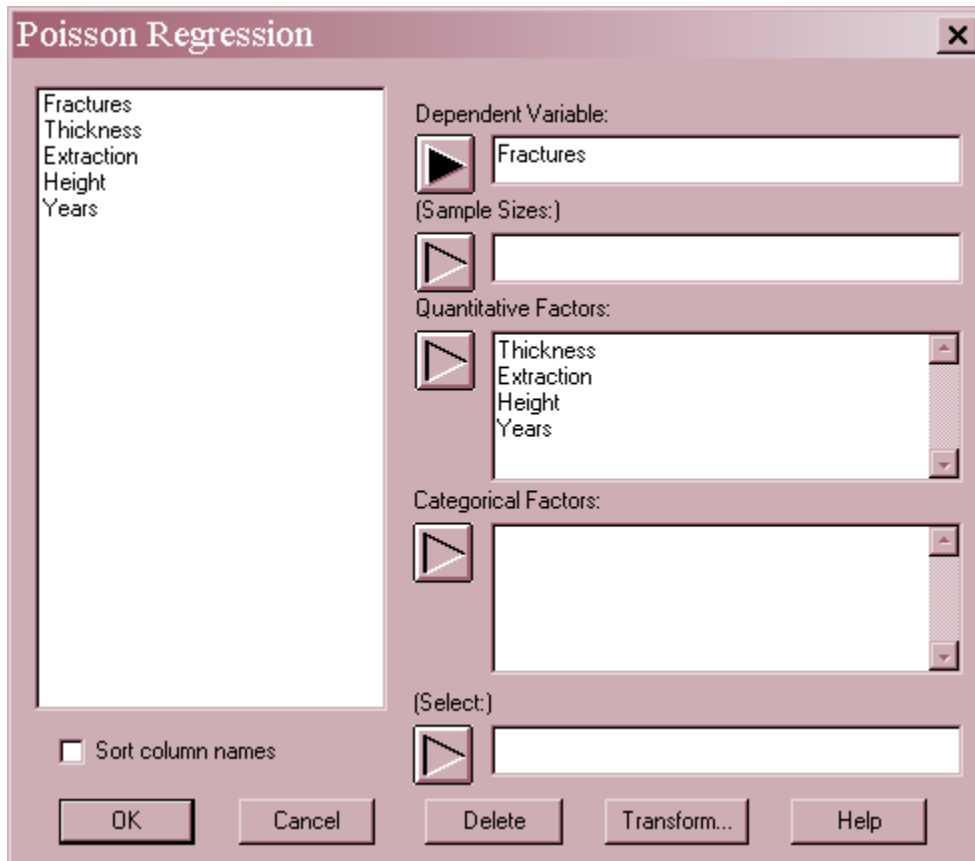 Poisson Regression
Fractures
Thickness
Extraction
Height
Years
Dependent Variable:
Fractures
(Sample Sizes:)
Quantitative Factors:
Thickness
Extraction
Height
Years
Categorical Factors:
(Select:)
Sort column names
OK
Cancel
Delete
Transform...
Help